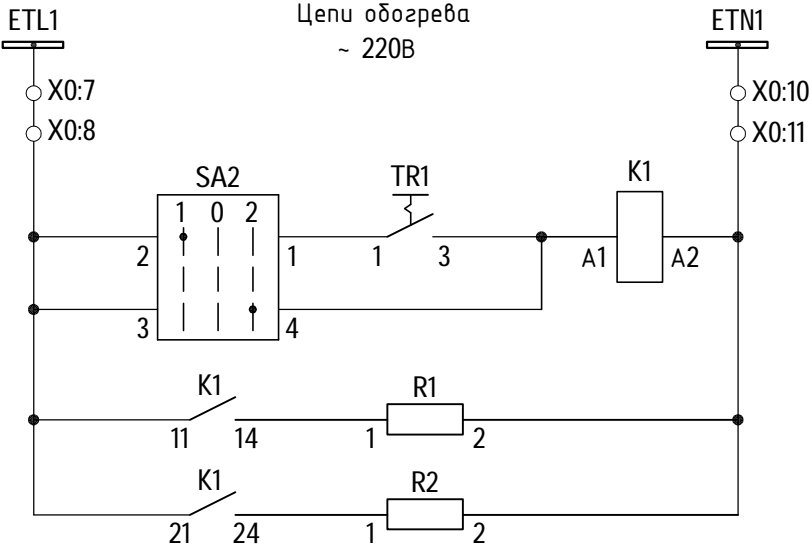 Цепи обогрева
~ 220В
ETL1
ETN1
X0:7
X0:10
X0:8
X0:11
SA2
TR1
K1
1 0 2
2
1
1
3
A1
A2
3
4
K1
R1
11
14
1
2
K1
R2
21
24
1
2